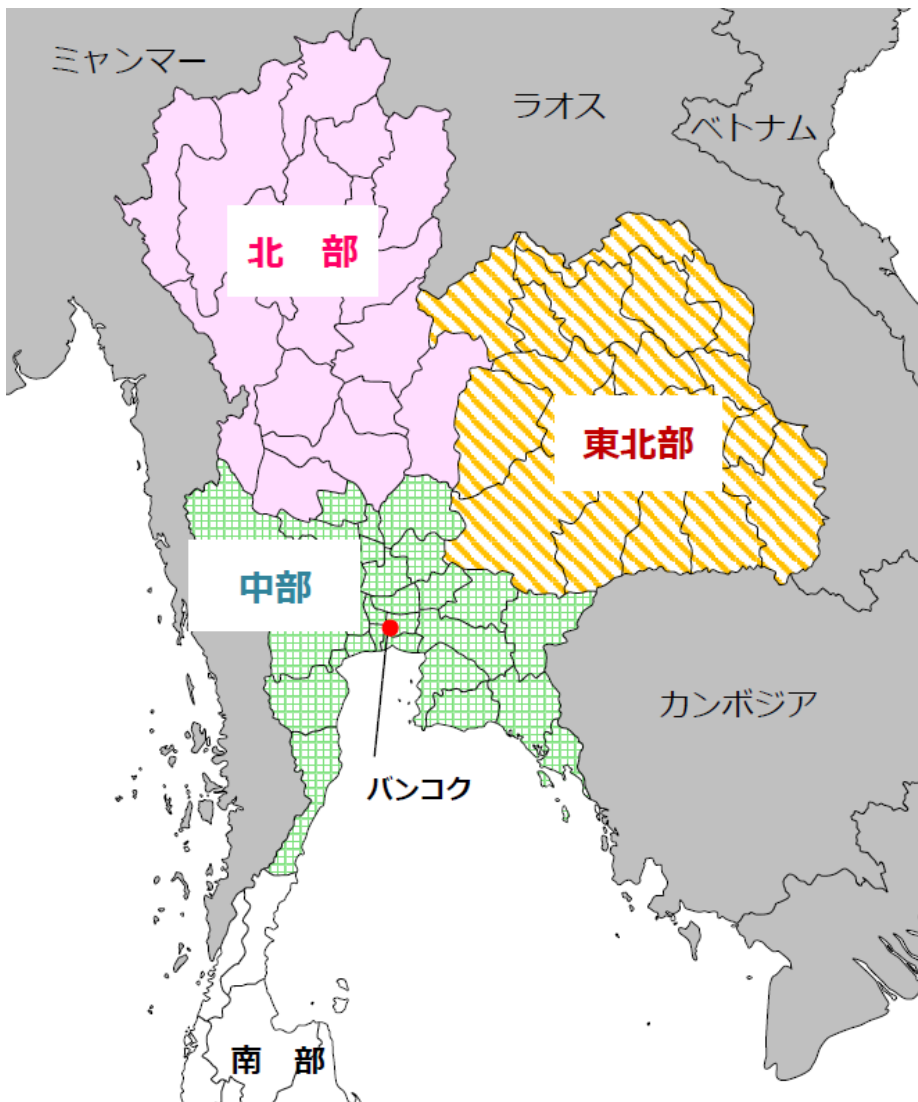 ミャンマー
ラオス
ベトナム
北　部
東北部
中部
カンボジア
バンコク
南　部